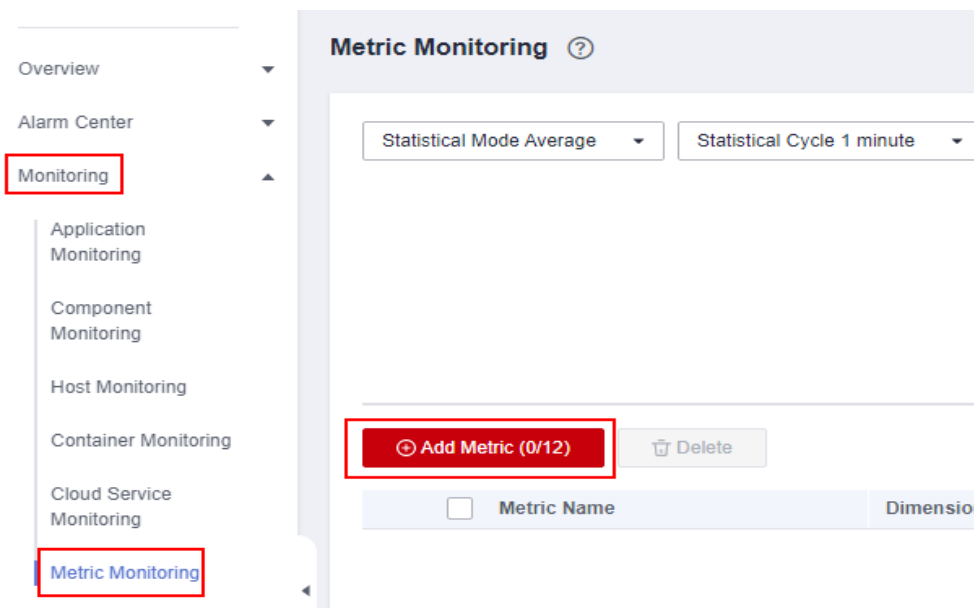 Metric Monitoring ?
Overview
Alarm Center
Monitoring
Application
Monitoring
Component
Monitoring
Host Monitoring
Container Monitoring
Cloud Service
Monitoring
Metric Monitoring
Statistical Mode Average
Statistical Cycle 1 minute
Add Metric (0/12)
Delete
Metric Name
Dimensio